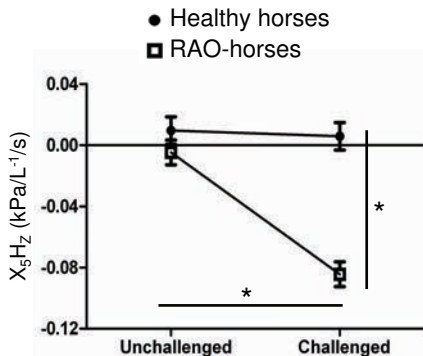 Healthy horses
RAO-horses
X5HZ (kPa/L-1/s)
0.04
0.00
-0.04
-0.08
-0.12
*
*
Unchallenged Challenged